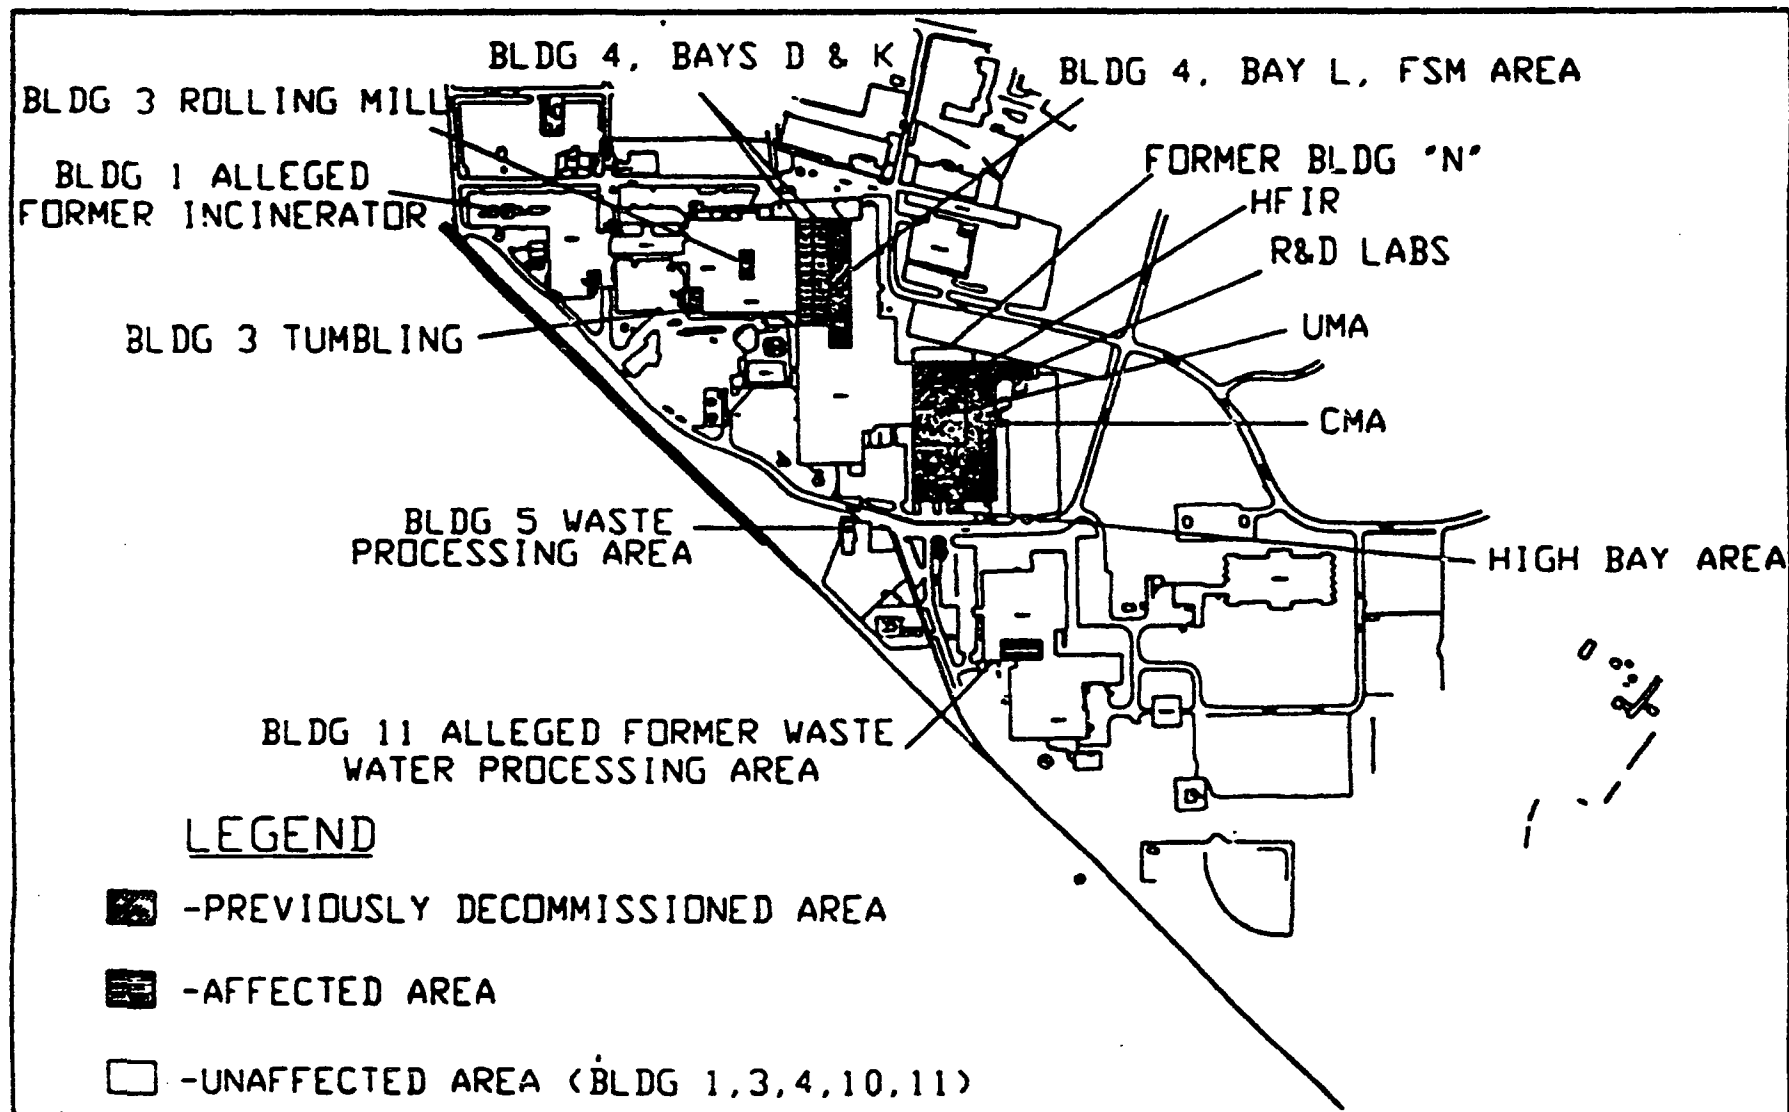 BLDG 4, BAYS D & K
BLDG 4, BAY L, FSM AREA
BLDG 3 ROLLING MILL
FORMER BLDG "N"
BLDG 1 ALLEGED
FORMER INCINERATOR
HFIR
R&D LABS
BLDG 3 TUMBLING
UMA
CMA
BLDG 5 WASTE
PROCESSING AREA
HIGH BAY AREA
BLDG 11 ALLEGED FORMER WASTE
WATER PROCESSING AREA
LEGEND
-PREVIOUSLY DECOMMISSIONED AREA
-AFFECTED AREA
-UNAFFECTED AREA (BLDG 1,3,4,10,11)